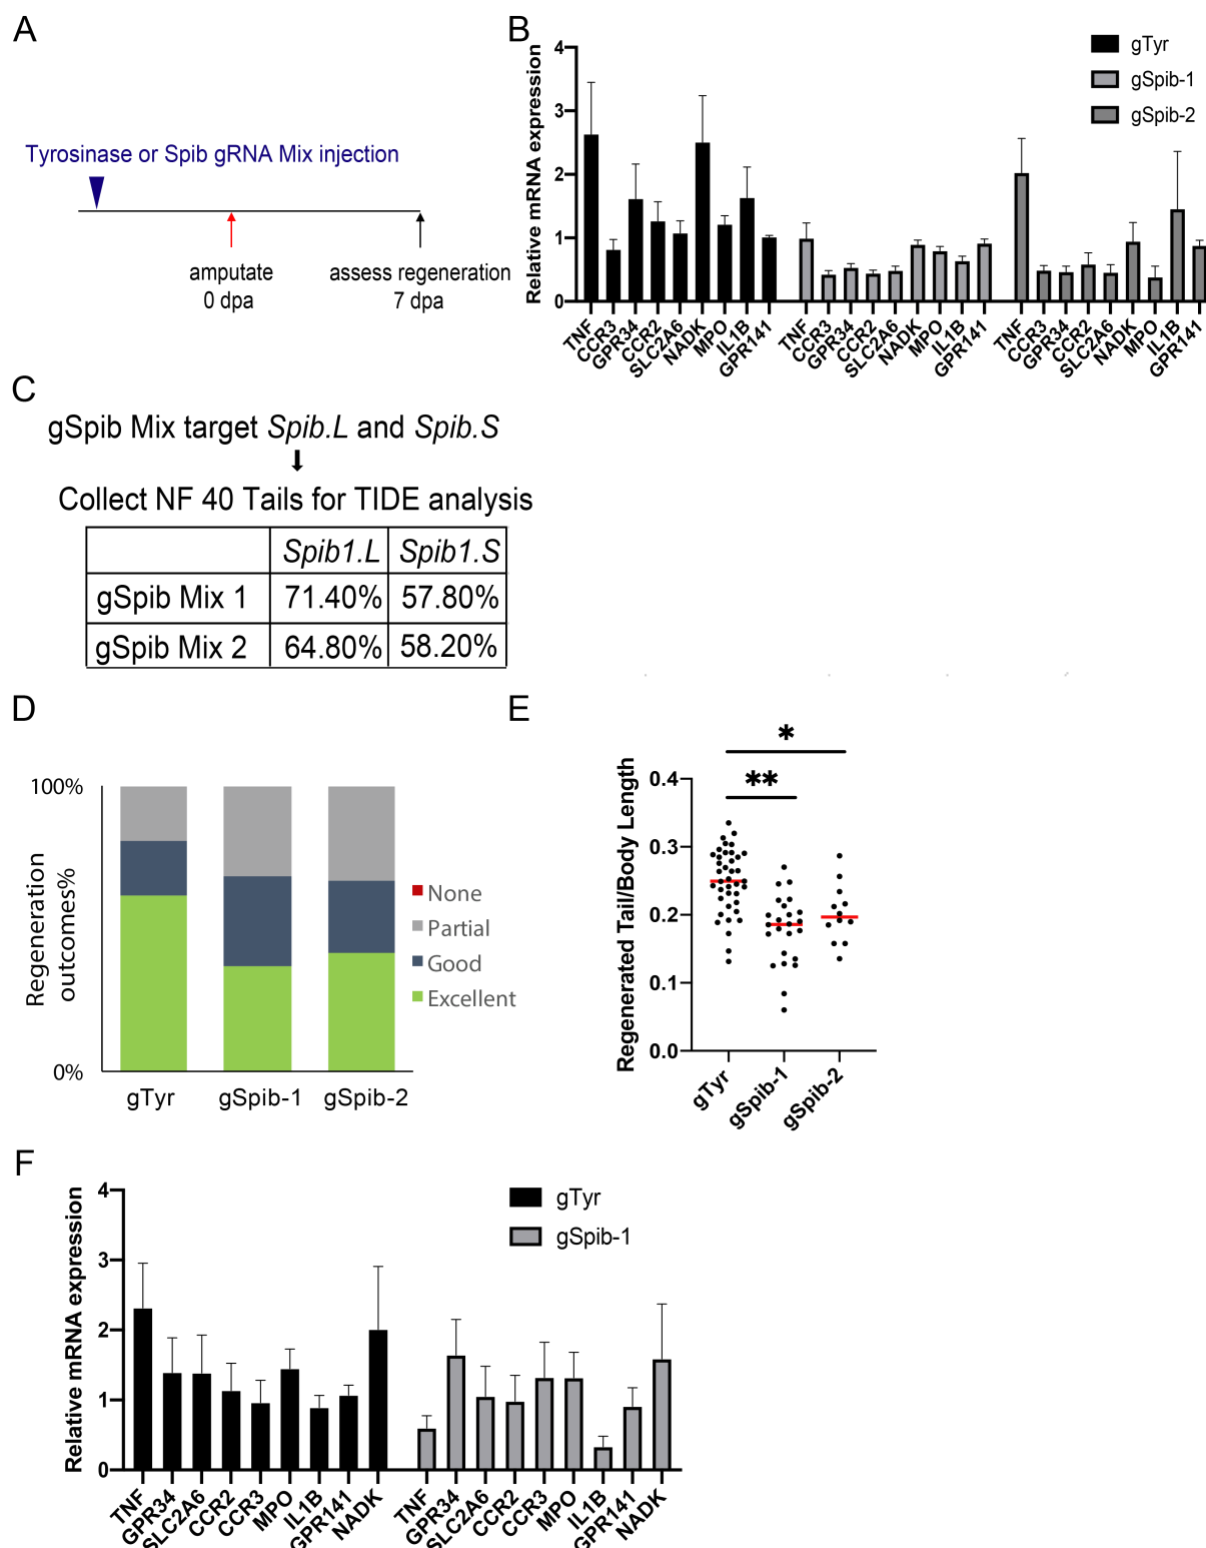 A
Tyrosinase or Spib gRNA Mix injection
amputate
0 dpa
assess regeneration
7 dpa
B
Relative mRNA expression
4
3
2
1
0
TNF
CCR3
GPR34
CCR2
SLC2A6
NADK
MPO
IL1B
GPR141
TNF
CCR3
GPR34
CCR2
SLC2A6
NADK
MPO
IL1B
GPR141
TNF
CCR3
GPR34
CCR2
SLC2A6
NADK
MPO
IL1B
GPR141
gTyr
gSpib-1
gSpib-2
C
gSpib Mix target Spib.L and Spib.S
Collect NF 40 Tails for TIDE analysis
Spib1.L Spib1.S
gSpib Mix 1 71.40% 57.80%
gSpib Mix 2 64.80% 58.20%
D
Regeneration
outcomes%
100%
0%
gTyr gSpib-1 gSpib-2
None
Partial
Good
Excellent
E
Regenerated Tail/Body Length
0.4
0.3
0.2
0.1
0.0
*
**
gTyr
gSpib-1
gSpib-2
F
Relative mRNA expression
4
3
2
1
0
TNF
GPR34
SLC2A6
CCR2
CCR3
MPO
IL1B
GPR141
NADK
TNF
GPR34
SLC2A6
CCR2
CCR3
MPO
IL1B
GPR141
NADK
gTyr
gSpib-1